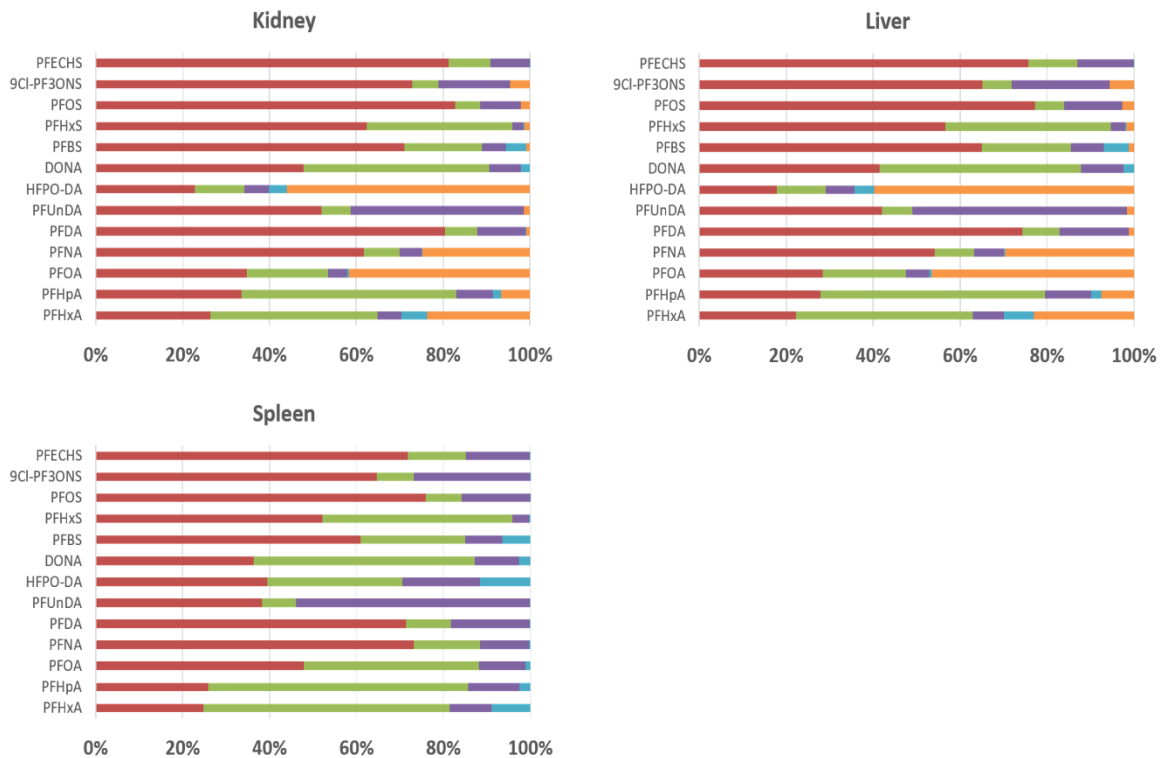 Kidney
PFECHS
9Cl-PF3ONS
PFOS
PFHxS
PFBS
DONA
HFPO-DA
PFUnDA
PFDA
PFNA
PFOA
PFHpA
PFHxA
0% 20% 40% 60% 80% 100%
Liver
PFECHS
9Cl-PF3ONS
PFOS
PFHxS
PFBS
DONA
HFPO-DA
PFUnDA
PFDA
PFNA
PFOA
PFHpA
PFHxA
0% 20% 40% 60% 80% 100%
Spleen
PFECHS
9Cl-PF3ONS
PFOS
PFHxS
PFBS
DONA
HFPO-DA
PFUnDA
PFDA
PFNA
PFOA
PFHpA
PFHxA
0% 20% 40% 60% 80% 100%